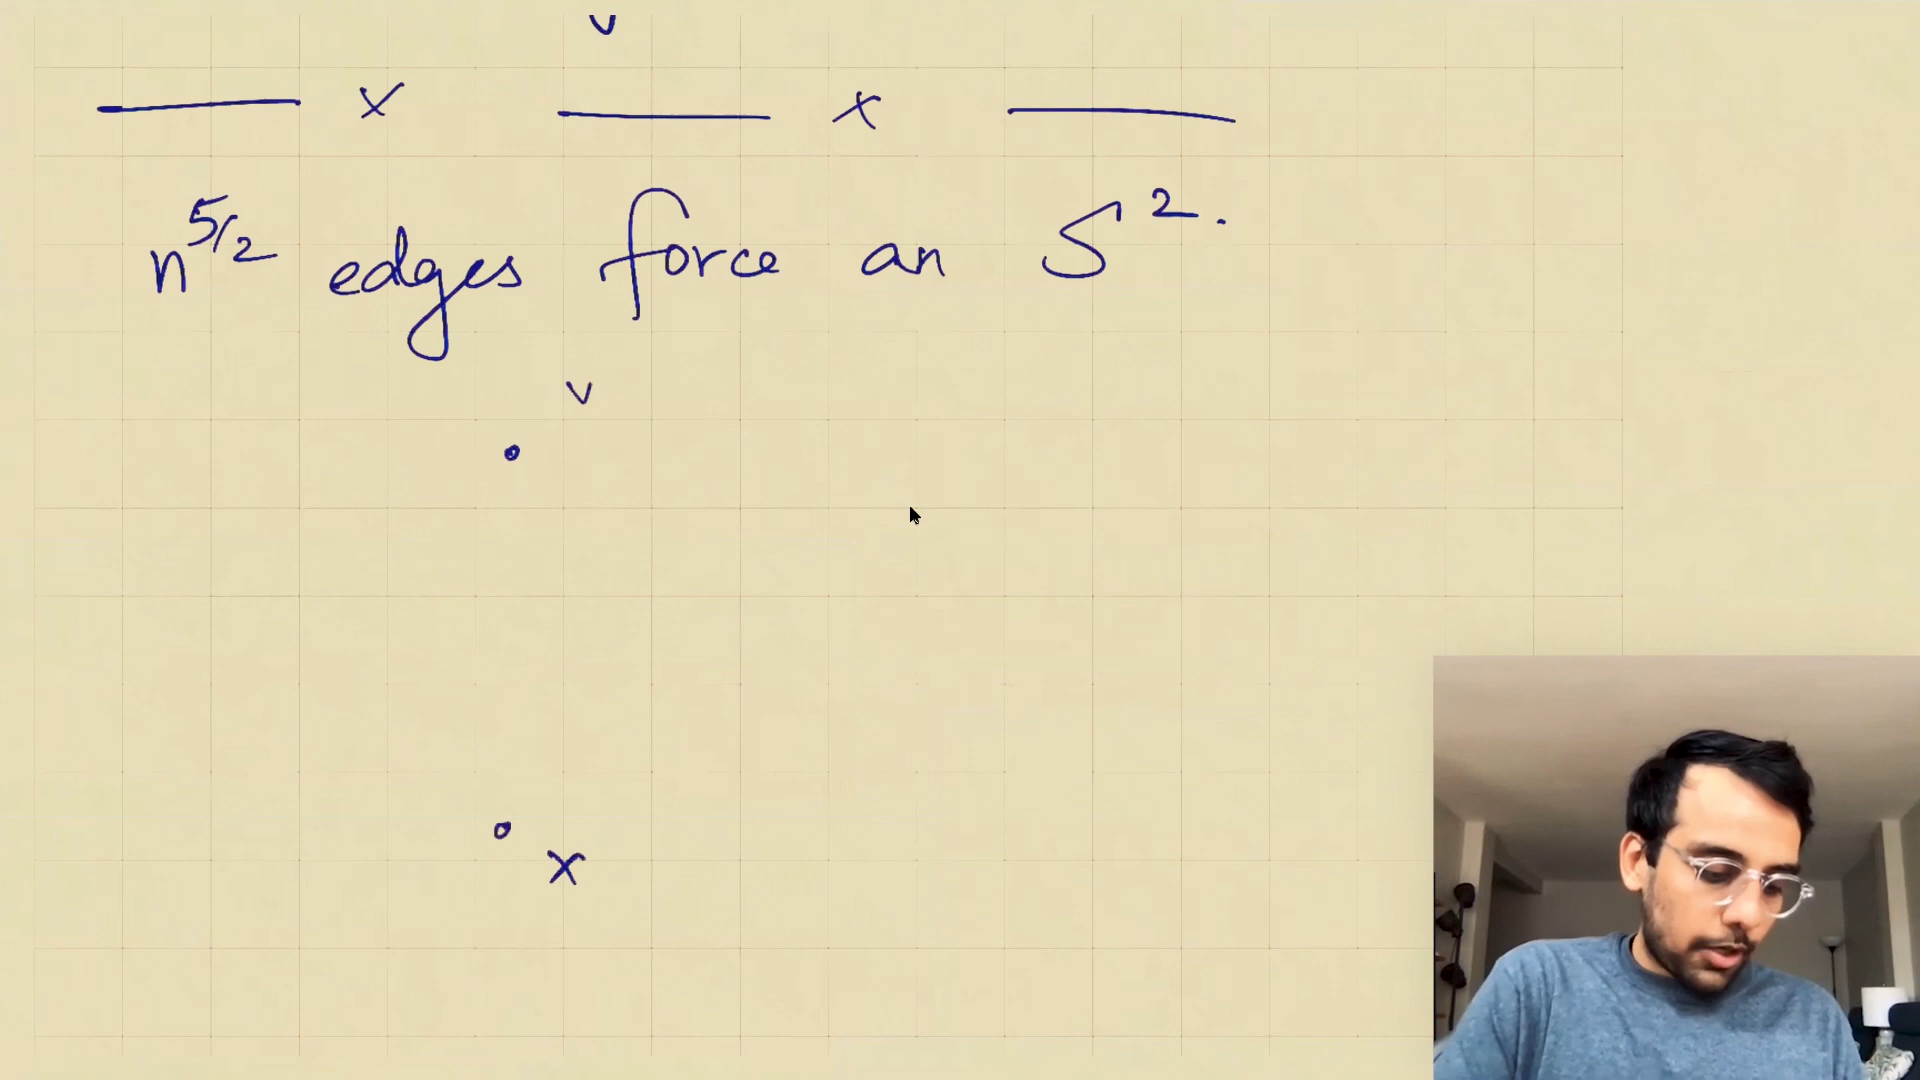 v
x x
n^{5/2} edges force an S^2.
v
x